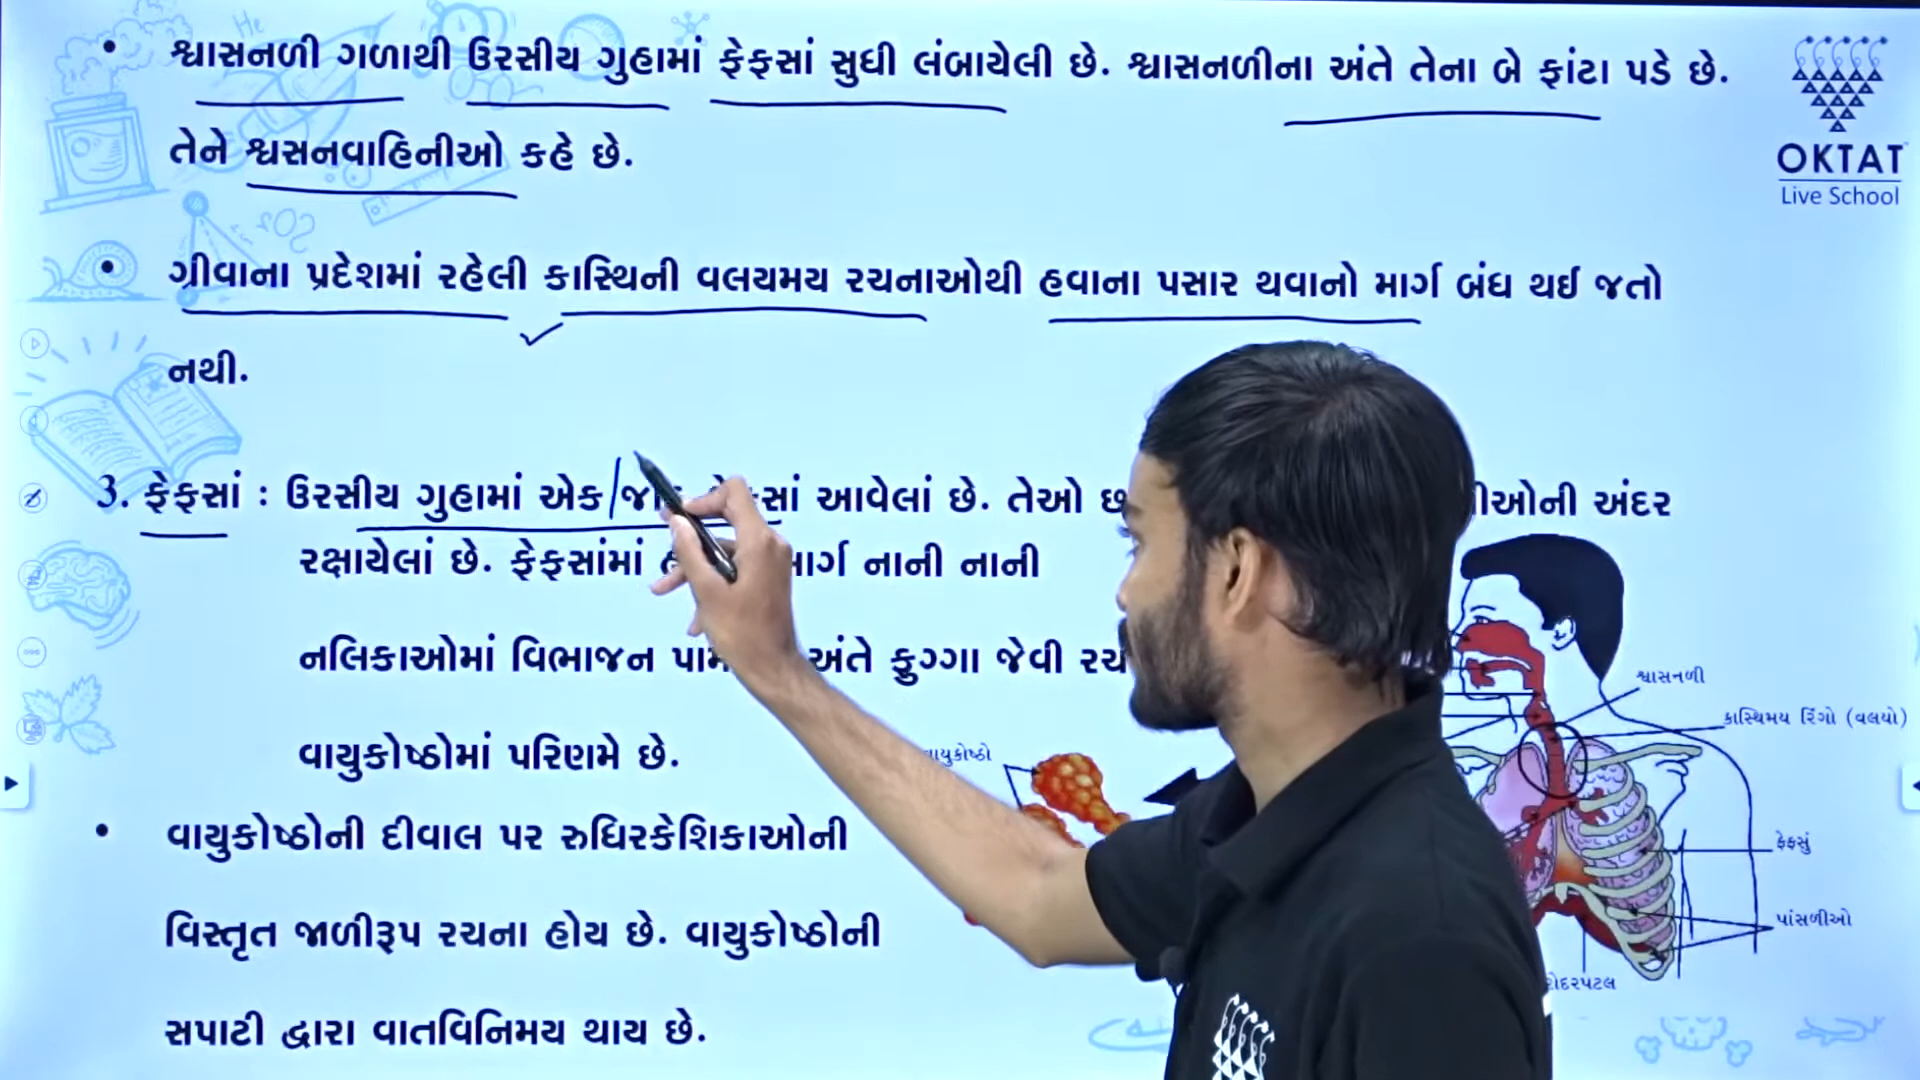 શ્વાસનળી ગળાથી ઉરસીય ગુહામાં ફેફસાં સુધી લંબાયેલી છે. શ્વાસનળીના અંતે તેના બે ફાંટા પડે છે.
તેને શ્વસનવાહિનીઓ કહે છે.
OKTAT
Live School
ગ્રીવાના પ્રદેશમાં રહેલી કાસ્થિની વલયમય રચનાઓથી હવાના પસાર થવાનો માર્ગ બંધ થઈ જતો
નથી.
3. ફેફસાં : ઉરસીય ગુહામાં એક આવેલાં છે. તેઓ અંદર
રક્ષાયેલાં છે. ફેફસાંમાં નાની નાની
નલિકાઓમાં વિભાજન અંતે ફુગ્ગા જેવી
વાયુકોષ્ઠોમાં પરિણમે છે.
વાયુકોષ્ઠોની દીવાલ પર રુધિરકેશિકાઓની
વિસ્તૃત જાળીરૂપ રચના હોય છે. વાયુકોષ્ઠોની
સપાટી દ્વારા વાતવિનિમય થાય છે.
શ્વાસનળી
કાસ્થિમય રિંગો (વલયો)
ફેફસું
પાંસળીઓ